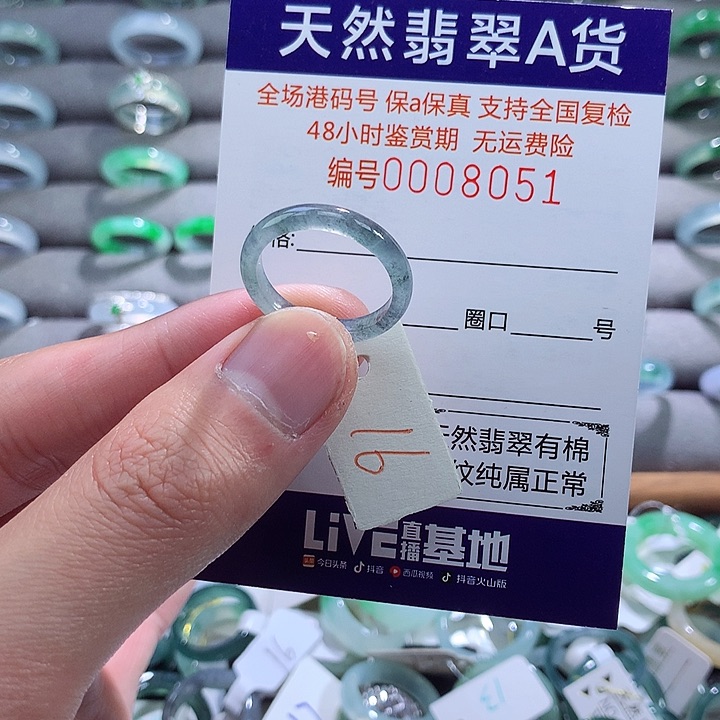 天然翡翠A货
全场港码号 保a保真 支持全国复检
48小时鉴赏期 无运费险
编号0008051
格:
圈口 号
91
然翡翠有棉
纹纯属正常
LiVE直播基地
今日头条 抖音 西瓜视频 抖音火山版
16